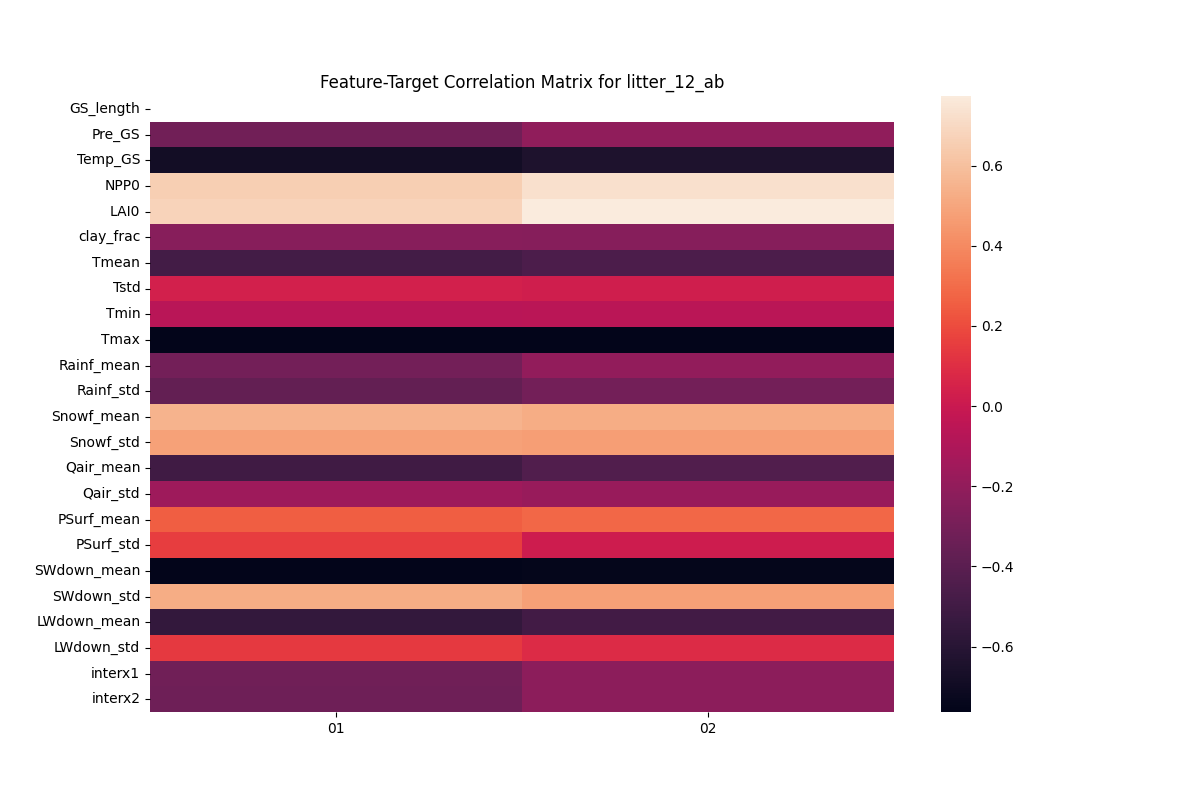 Feature-Target Correlation Matrix for litter_12_ab
GS_length
Pre_GS
Temp_GS
NPP0
LAI0
clay_frac
Tmean
Tstd
Tmin
Tmax
Rainf_mean
Rainf_std
Snowf_mean
Snowf_std
Qair_mean
Qair_std
PSurf_mean
PSurf_std
SWdown_mean
SWdown_std
LWdown_mean
LWdown_std
interx1
interx2
01
02
0.6
0.4
0.2
0.0
−0.2
−0.4
−0.6